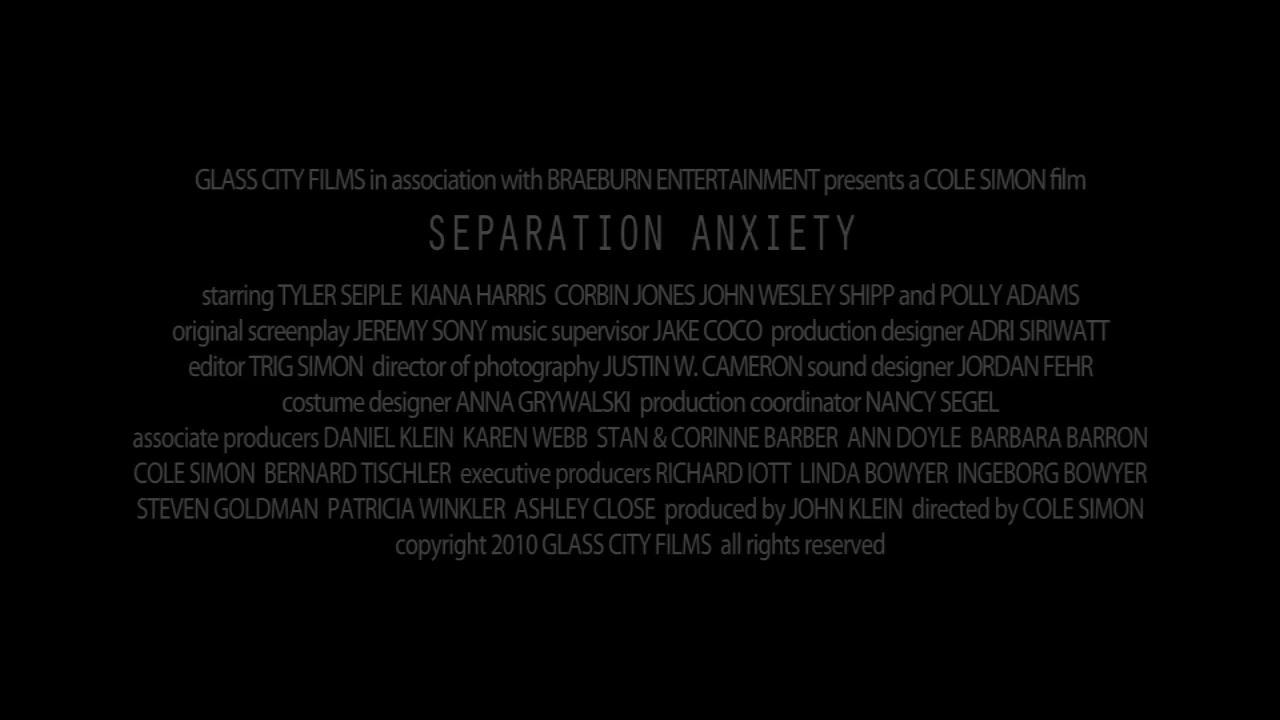 GLASS CITY FILMS in association with BRAEBURN ENTERTAINMENT presents a COLE SIMON film
SEPARATION ANXIETY
starring TYLER SEIPLE KIANA HARRIS CORBIN JONES JOHN WESLEY SHIPP and POLLY ADAMS
original screenplay JEREMY SONY music supervisor JAKE COCO production designer ADRI SIRIWATT
editor TRIG SIMON director of photography JUSTIN W. CAMERON sound designer JORDAN FEHR
costume designer ANNA GRYWALSKI production coordinator NANCY SEGEL
associate producers DANIEL KLEIN KAREN WEBB STAN & CORINNE BARBER ANN DOYLE BARBARA BARRON
COLE SIMON BERNARD TISCHLER executive producers RICHARD IOTT LINDA BOWYER INGEBORG BOWYER
STEVEN GOLDMAN PATRICIA WINKLER ASHLEY CLOSE produced by JOHN KLEIN directed by COLE SIMON
copyright 2010 GLASS CITY FILMS all rights reserved